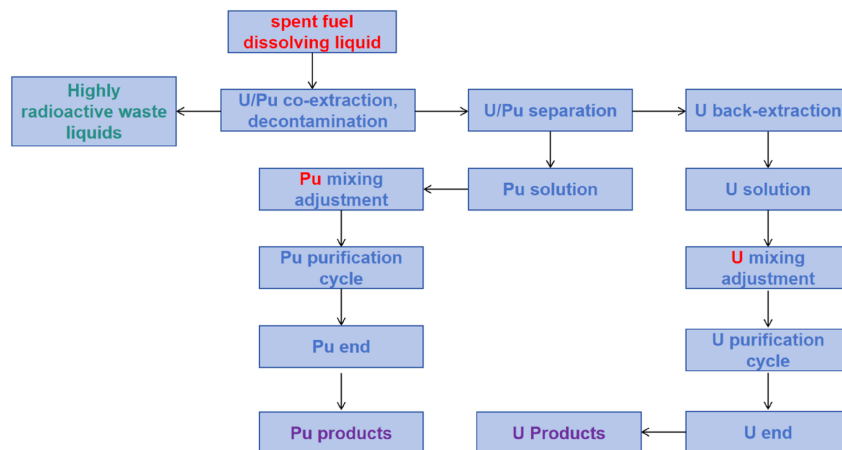 spent fuel
dissolving liquid
Highly
radioactive waste
liquids
U/Pu co-extraction,
decontamination
U/Pu separation
U back-extraction
Pu mixing
adjustment
Pu solution
U solution
Pu purification
cycle
U mixing
adjustment
Pu end
U purification
cycle
Pu products
U Products
U end